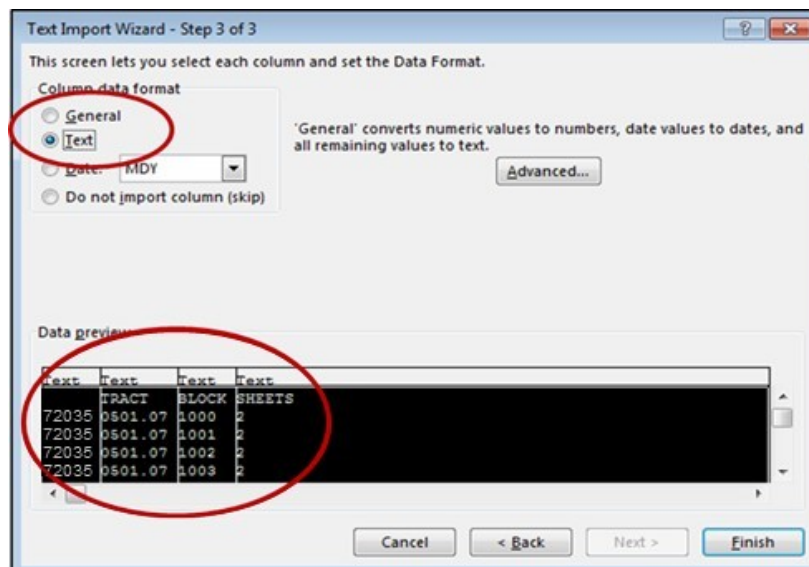 Text Import Wizard - Step 3 of 3
This screen lets you select each column and set the Data Format.
Column data format
General
Text
Date: MDY
Do not import column (skip)
'General' converts numeric values to numbers, date values to dates, and
all remaining values to text.
Advanced...
Data preview
Text Text Text Text
TRACT BLOCK SHEETS
72035 0501.07 1000 2
72035 0501.07 1001 2
72035 0501.07 1002 2
72035 0501.07 1003 2
Cancel < Back Next > Finish